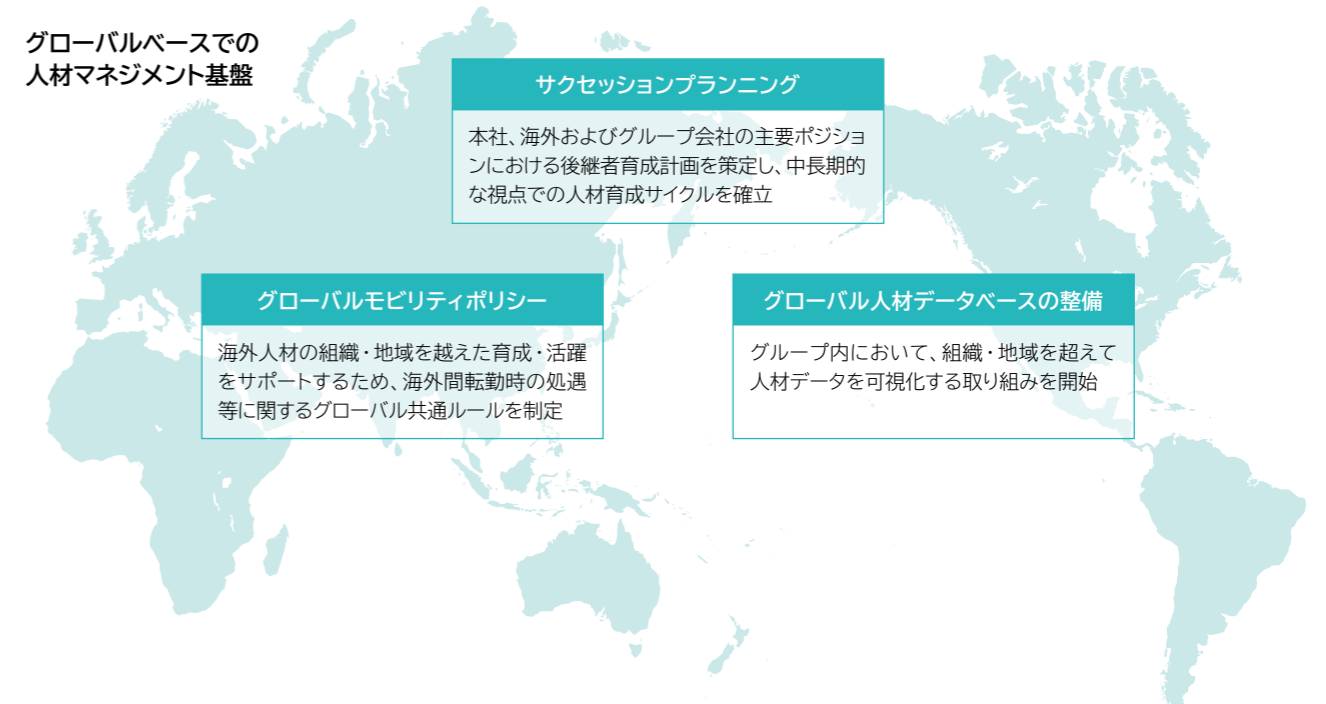 グローバルベースでの
人材マネジメント基盤
サクセッションプランニング
本社、海外およびグループ会社の主要ポジショ
ンにおける後継者育成計画を策定し、中長期的
な視点での人材育成サイクルを確立
グローバルモビリティポリシー
海外人材の組織・地域を越えた育成・活躍
をサポートするため、海外間転勤時の処遇
等に関するグローバル共通ルールを制定
グローバル人材データベースの整備
グループ内において、組織・地域を超えて
人材データを可視化する取り組みを開始